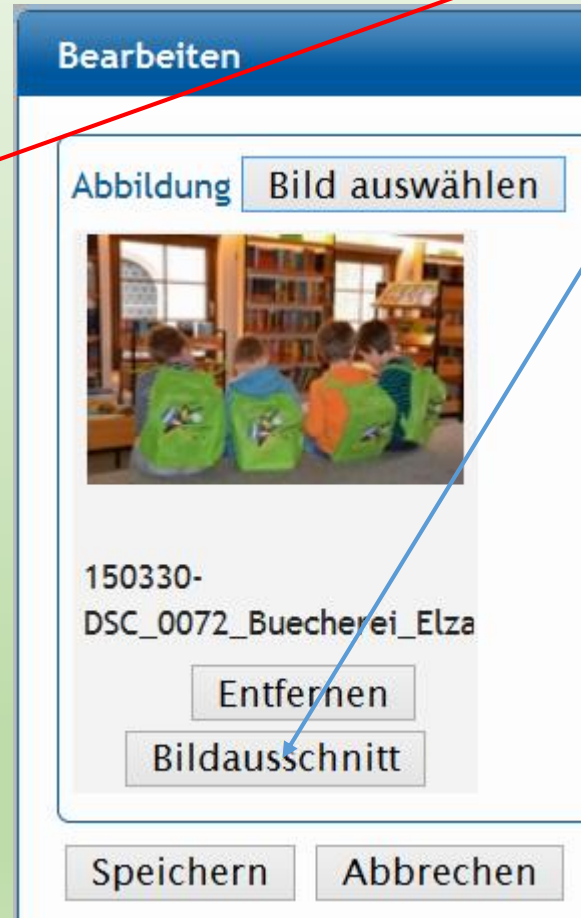 Bearbeiten
Abbildung Bild auswählen
150330-
DSC_0072_Buecherei_Elza
Entfernen
Bildausschnitt
Speichern Abbrechen